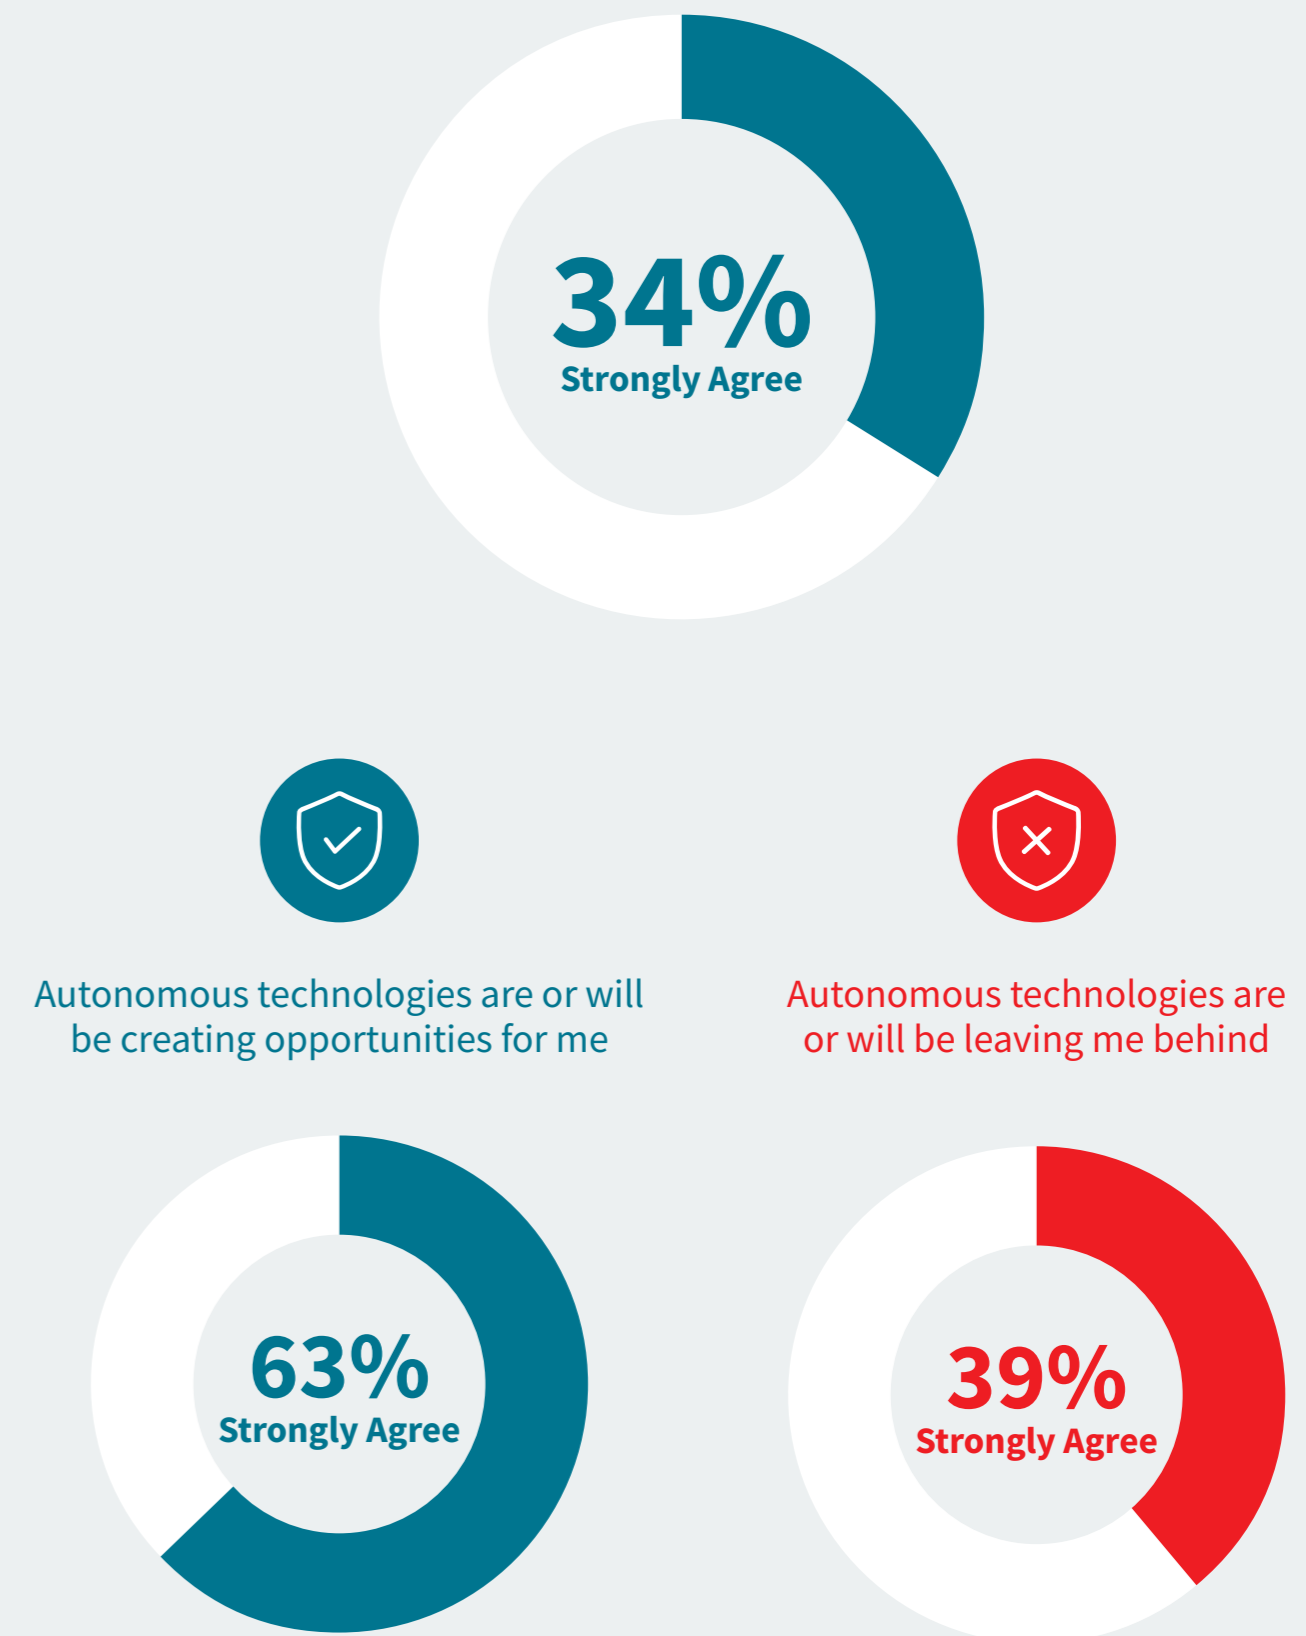 34%
Strongly Agree
Autonomous technologies are or will
be creating opportunities for me
Autonomous technologies are
or will be leaving me behind
63%
Strongly Agree
39%
Strongly Agree